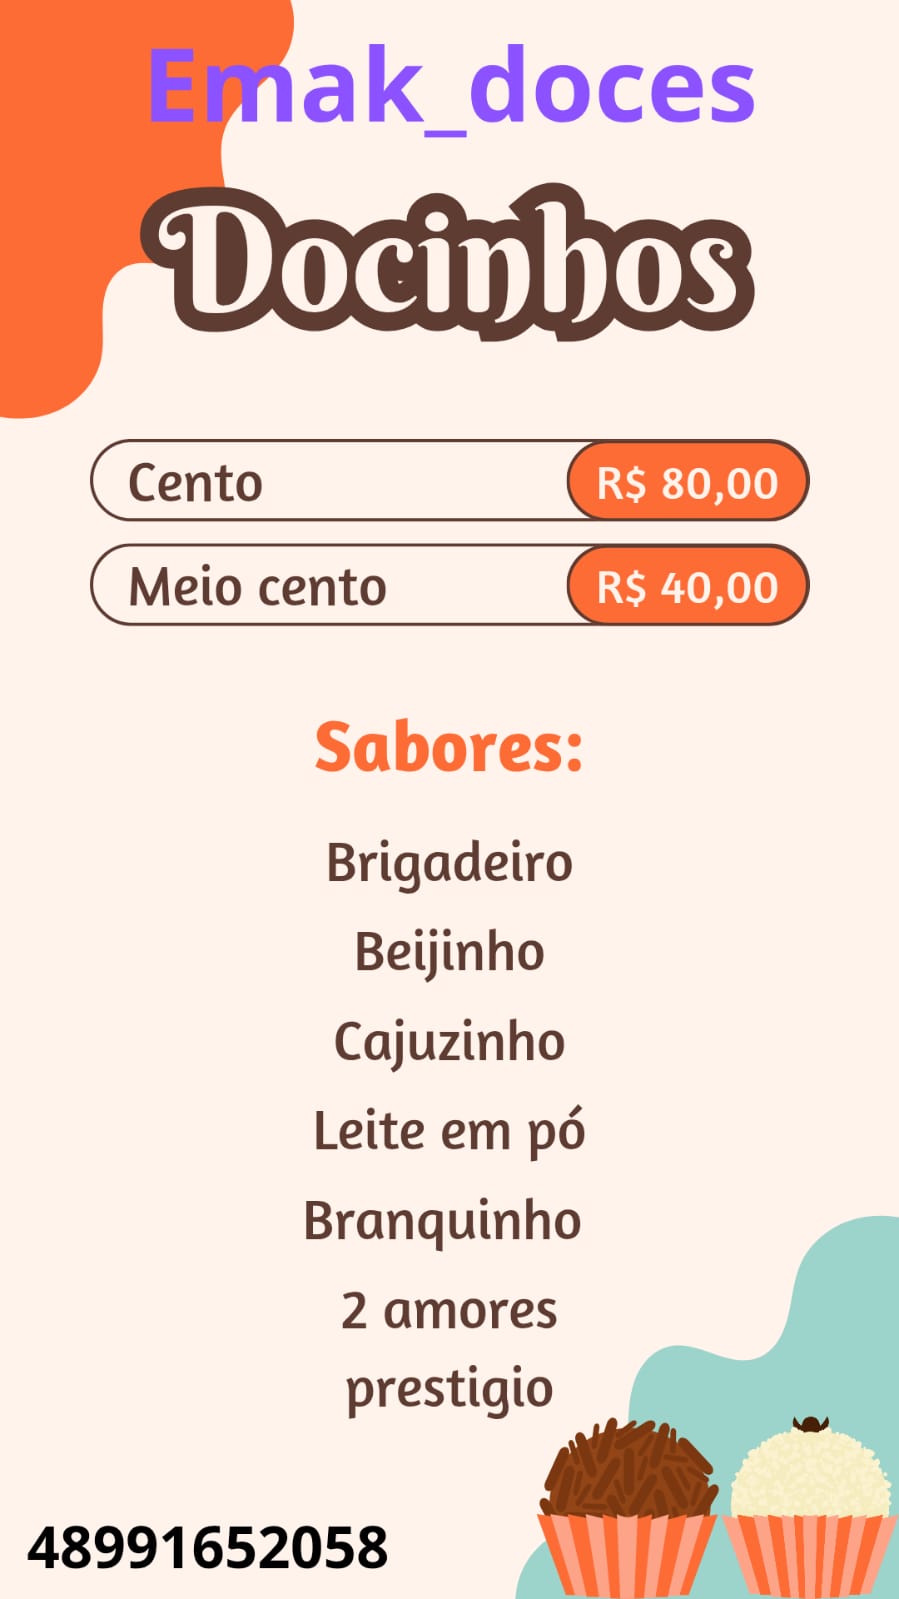 Emak_doces
Docinhos
Cento R$ 80,00
Meio cento R$ 40,00
Sabores:
Brigadeiro
Beijinho
Cajuzinho
Leite em pó
Branquinho
2 amores
prestigio
48991652058